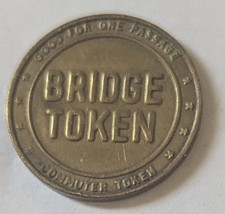 GOOD FOR ONE PASSAGE
BRIDGE
TOKEN
COMMUTER TOKEN